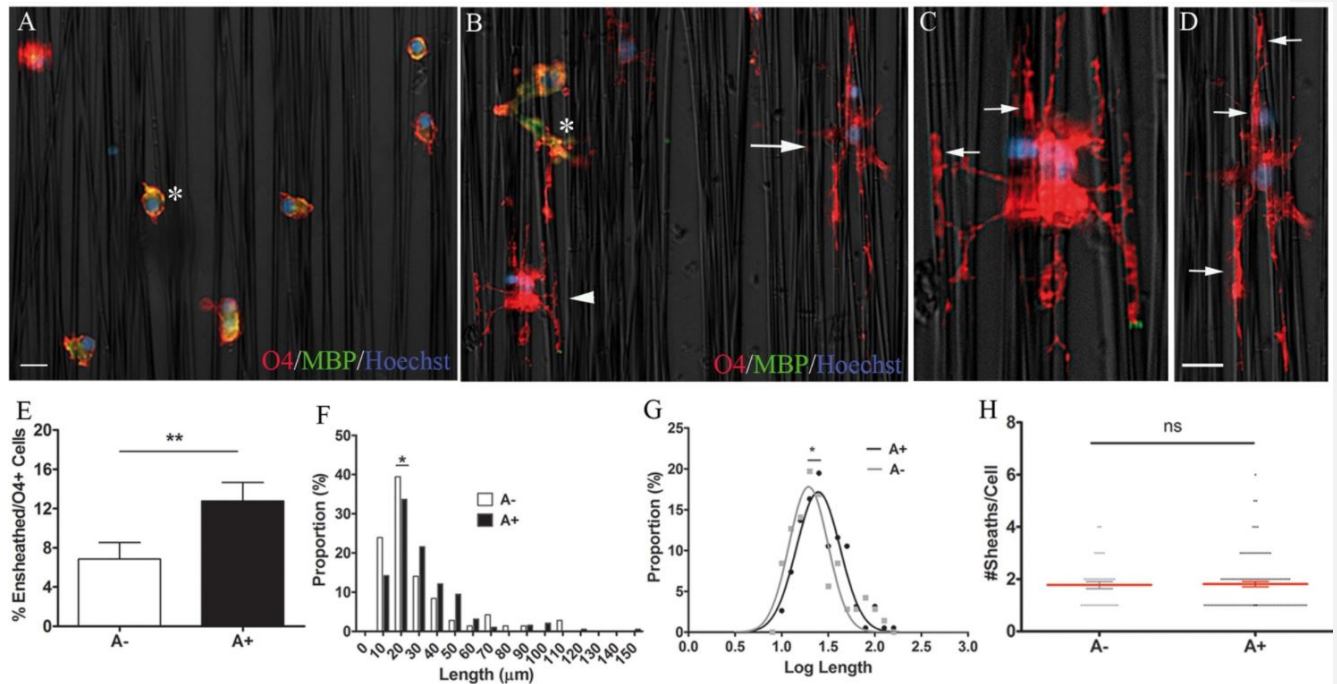 A
B
C
D
*
*
O4/MBP/Hoechst
O4/MBP/Hoechst
E
% Ensheathed/O4+ Cells
20
16
12
8
4
0
**
A-
A+
F
Proportion (%)
50
40
30
20
10
0
*
A-
A+
0 10 20 30 40 50 60 70 80 90 100 110 120 130 150
Length (μm)
G
Proportion (%)
25
20
15
10
5
0
*
A+
A-
0.0 0.5 1.0 1.5 2.0 2.5 3.0
Log Length
H
#Sheaths/Cell
8
6
4
2
0
ns
A-
A+